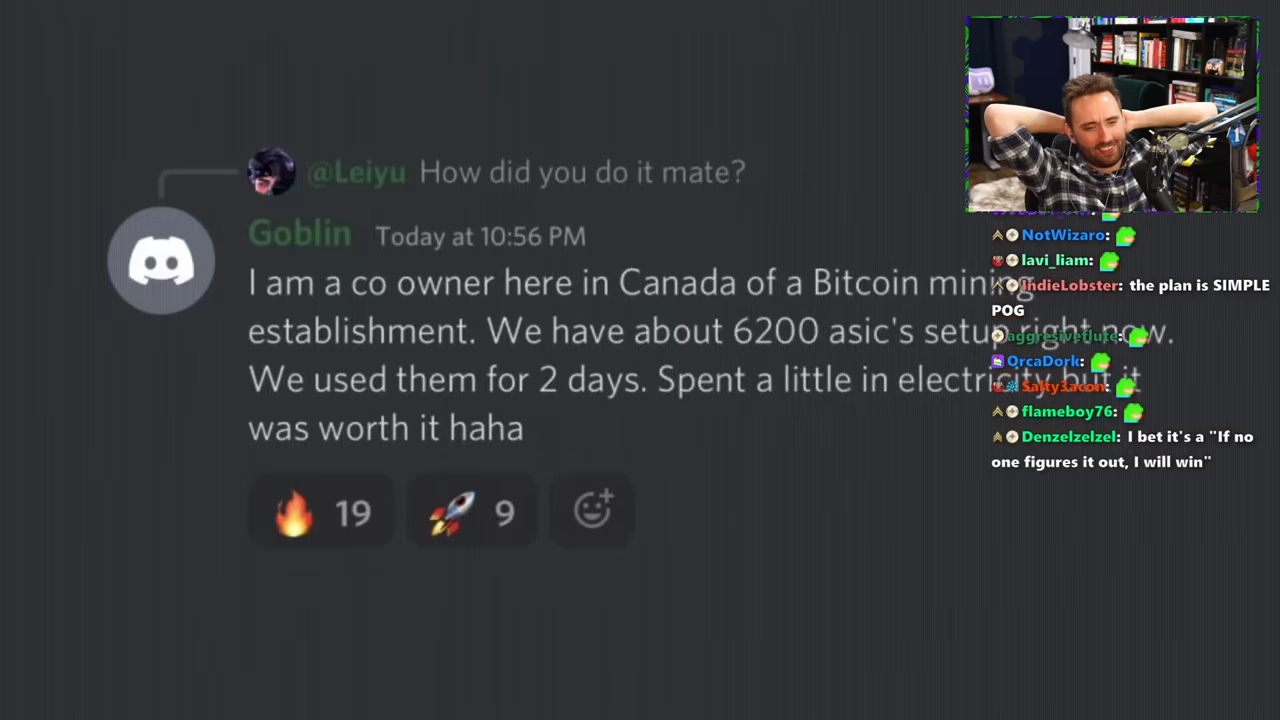 @Leiyu How did you do it mate?
Goblin Today at 10:56 PM
I am a co owner here in Canada of a Bitcoin mining
establishment. We have about 6200 asic's setup right now.
We used them for 2 days. Spent a little in electricity but it
was worth it haha
19 9
NotWizaro:
lavi_liam:
IndieLobster: the plan is SIMPLE
POG
aggresiveflute:
QrcaDork:
Salty3acon:
flameboy76:
Denzelzelzel: I bet it's a "If no
one figures it out, I will win"